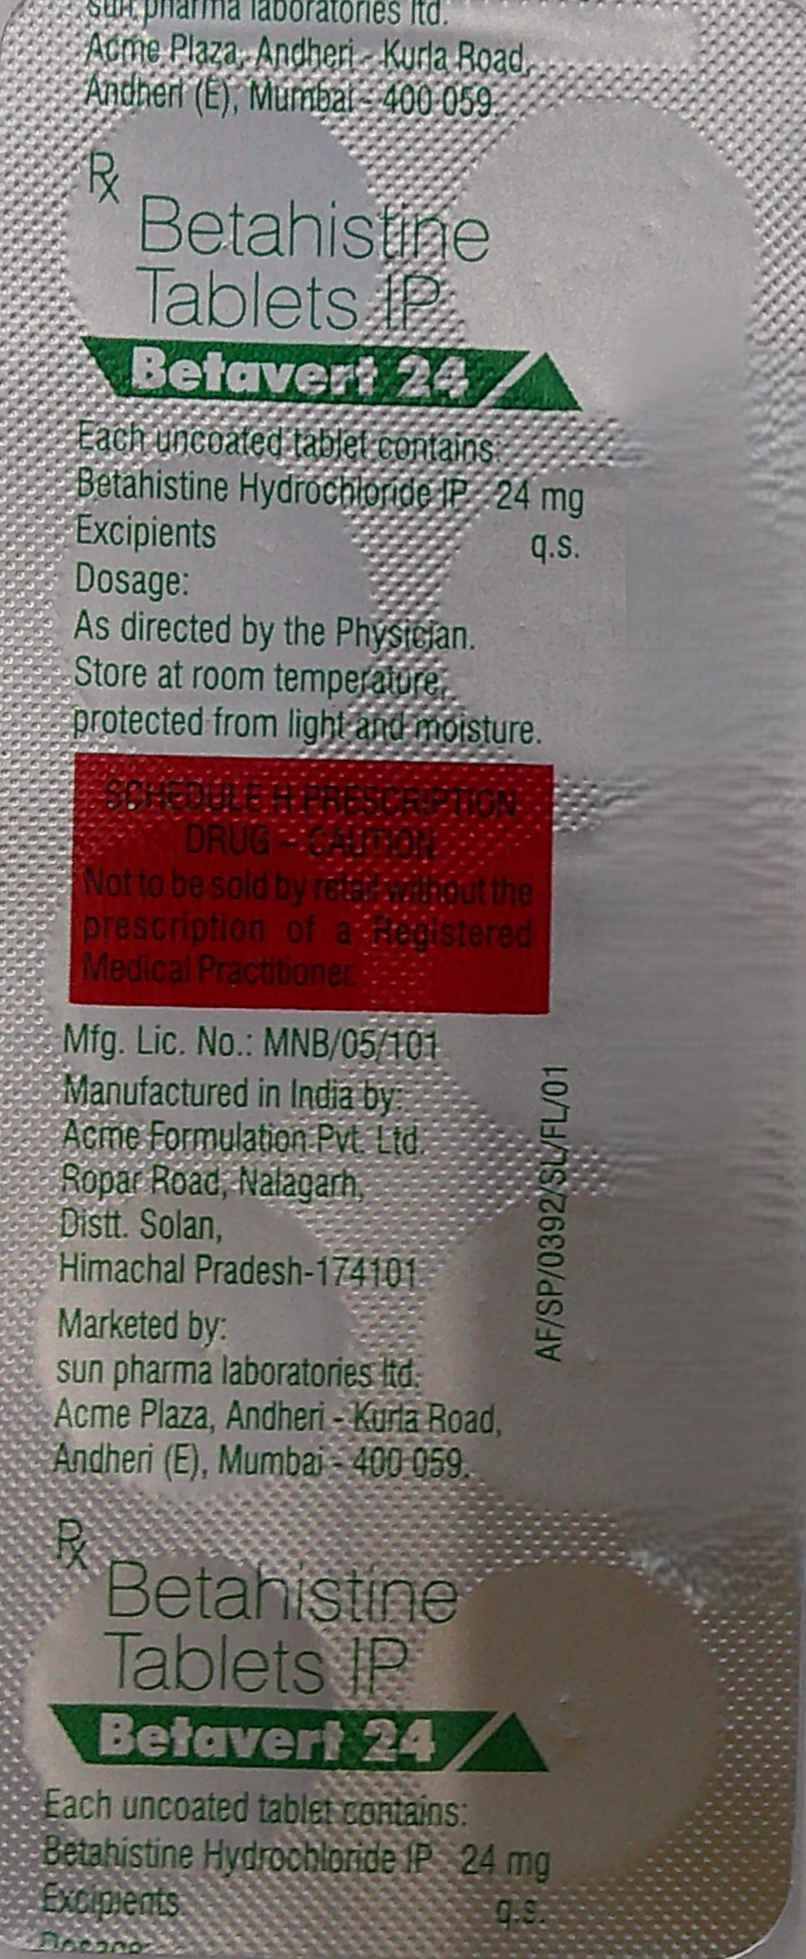 sun pharma laboratories ltd.
Acme Plaza, Andheri - Kurla Road,
Andheri (E), Mumbai - 400 059.
Rx
Betahistine
Tablets IP
Betavert 24
Each uncoated tablet contains:
Betahistine Hydrochloride IP 24 mg
Excipients q.s.
Dosage:
As directed by the Physician.
Store at room temperature,
protected from light and moisture.
SCHEDULE H PRESCRIPTION
DRUG - CAUTION
Not to be sold by retail without the
prescription of a Registered
Medical Practitioner.
Mfg. Lic. No.: MNB/05/101
Manufactured in India by:
Acme Formulation Pvt. Ltd.
Ropar Road, Nalagarh,
Distt. Solan,
Himachal Pradesh-174101.
Marketed by:
sun pharma laboratories ltd.
Acme Plaza, Andheri - Kurla Road,
Andheri (E), Mumbai - 400 059.
AF/SP/0392/SL/FL/01
Rx
Betahistine
Tablets IP
Betavert 24
Each uncoated tablet contains:
Betahistine Hydrochloride IP 24 mg
Excipients q.s.
Dosage: